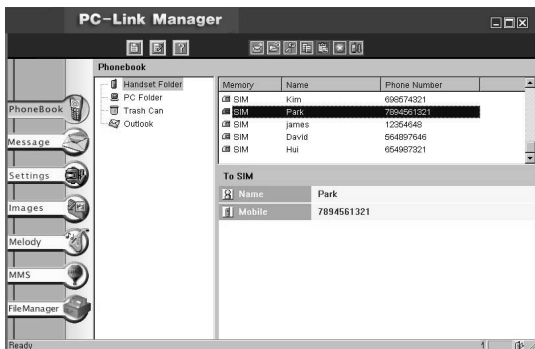 PC-Link Manager
Phonebook
PhoneBook
Message
Settings
Images
Melody
MMS
FileManager
Handset Folder
PC Folder
Trash Can
Outlook
Memory Name Phone Number
SIM Kim 698574321
SIM Park 7894561321
SIM james 12354648
SIM David 564897646
SIM Hui 654987321
To SIM
Name Park
Mobile 7894561321
Ready 1